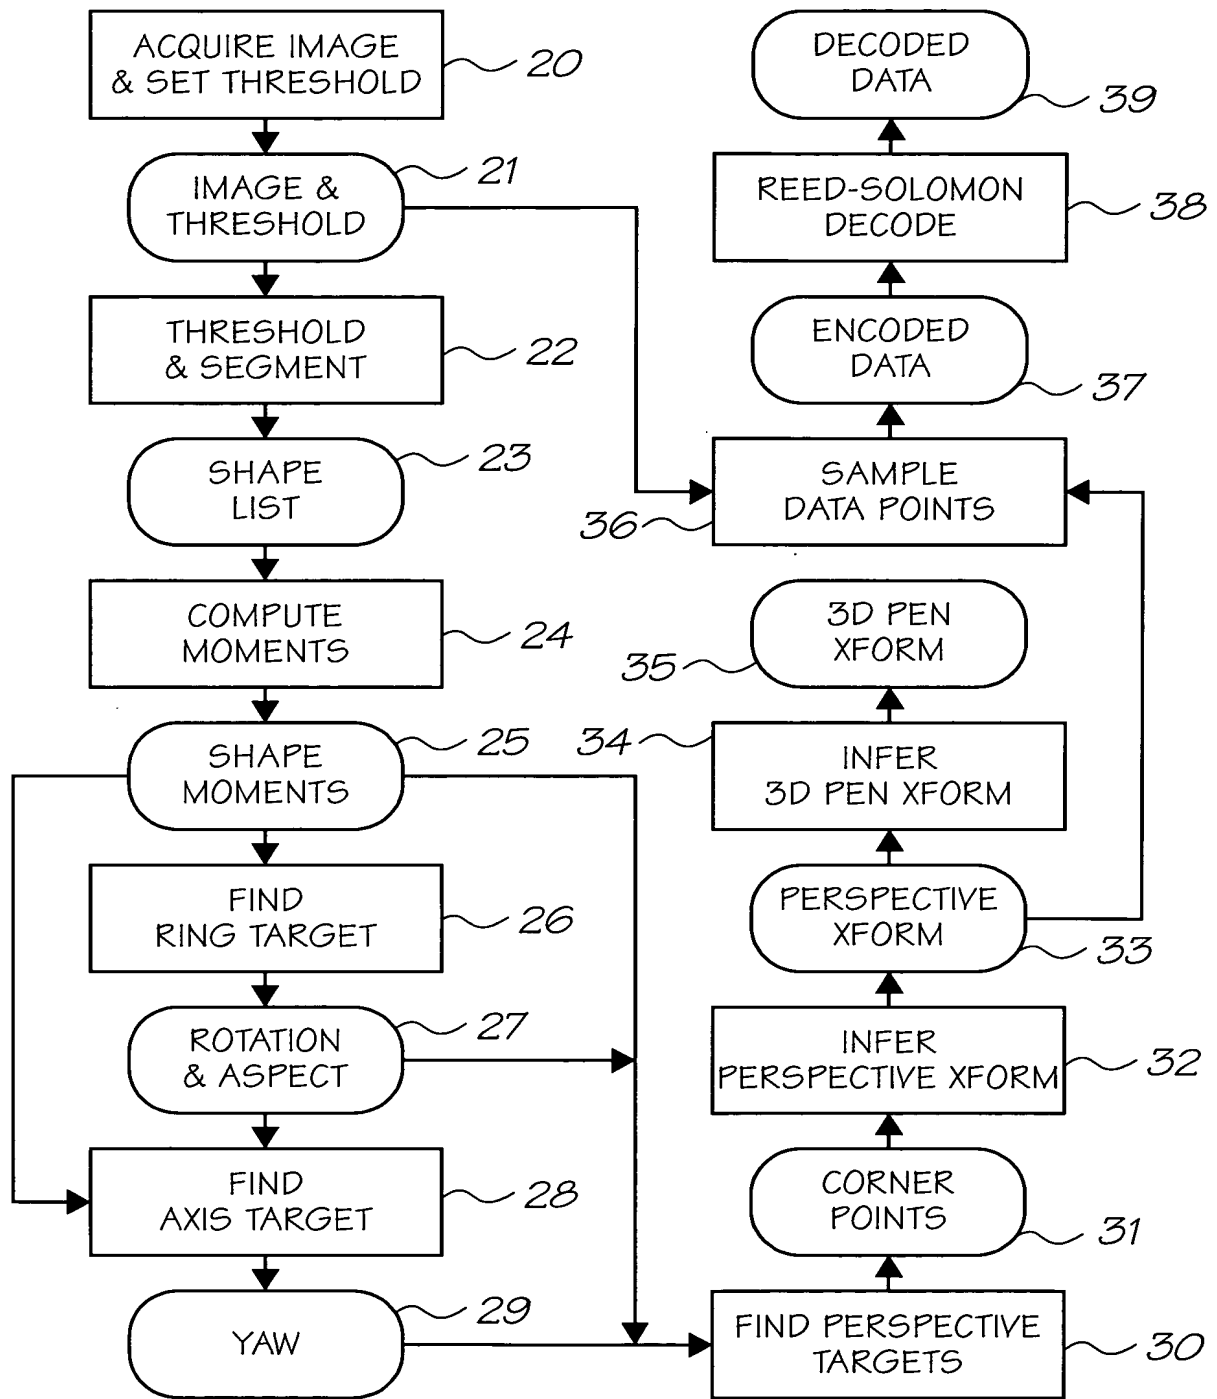 ACQUIRE IMAGE
& SET THRESHOLD
20
IMAGE &
THRESHOLD
21
THRESHOLD
& SEGMENT
22
SHAPE
LIST
23
COMPUTE
MOMENTS
24
SHAPE
MOMENTS
25
FIND
RING TARGET
26
ROTATION
& ASPECT
27
FIND
AXIS TARGET
28
YAW
29
DECODED
DATA
39
REED-SOLOMON
DECODE
38
ENCODED
DATA
37
SAMPLE
DATA POINTS
36
3D PEN
XFORM
35
INFER
3D PEN XFORM
34
PERSPECTIVE
XFORM
33
INFER
PERSPECTIVE XFORM
32
CORNER
POINTS
31
FIND PERSPECTIVE
TARGETS
30